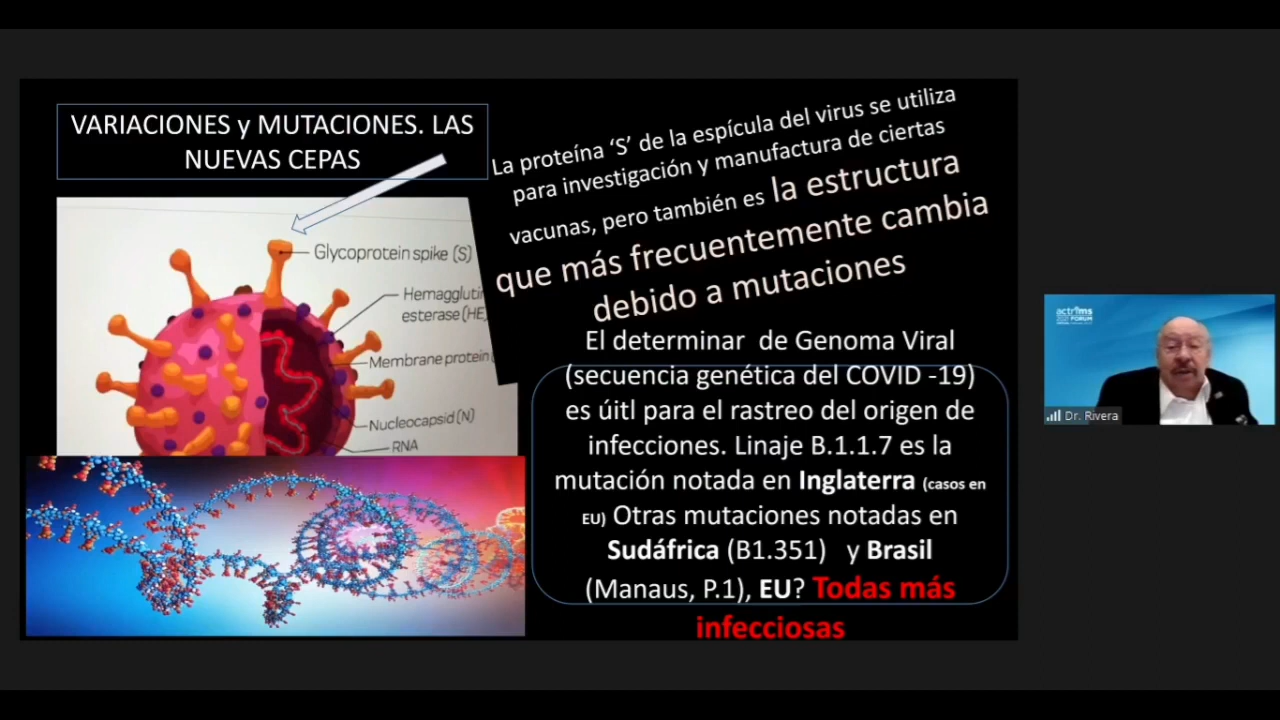 VARIACIONES y MUTACIONES. LAS
NUEVAS CEPAS
La proteína ‘S’ de la espícula del virus se utiliza
para investigación y manufactura de ciertas
vacunas, pero también es la estructura
que más frecuentemente cambia
debido a mutaciones
Glycoprotein spike (S)
Hemagglutin
esterase (HE)
Membrane protein
Nucleocapsid (N)
RNA
El determinar de Genoma Viral
(secuencia genética del COVID -19)
es úitl para el rastreo del origen de
infecciones. Linaje B.1.1.7 es la
mutación notada en Inglaterra (casos en
EU) Otras mutaciones notadas en
Sudáfrica (B1.351) y Brasil
(Manaus, P.1), EU? Todas más
infecciosas
actrims
2021 FORUM
Dr. Rivera